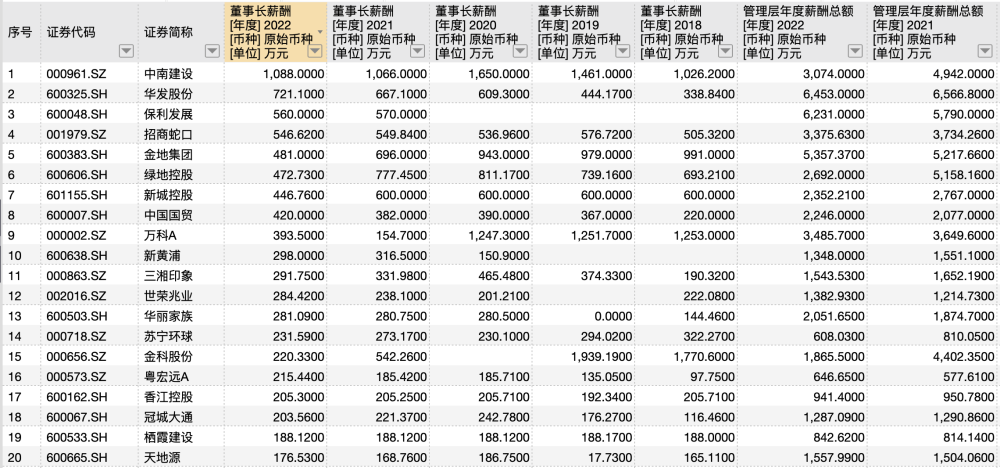 序号 证券代码 证券简称 董事长薪酬 董事长薪酬 董事长薪酬 董事长薪酬 董事长薪酬 管理层年度薪酬总额 管理层年度薪酬总额
[年度] 2022 [年度] 2021 [年度] 2020 [年度] 2019 [年度] 2018 [年度] 2022 [年度] 2021
[币种] 原始币种 [币种] 原始币种 [币种] 原始币种 [币种] 原始币种 [币种] 原始币种 [币种] 原始币种 [币种] 原始币种
[单位] 万元 [单位] 万元 [单位] 万元 [单位] 万元 [单位] 万元 [单位] 万元 [单位] 万元
1 000961.SZ 中南建设 1,088.0000 1,066.0000 1,650.0000 1,461.0000 1,026.2000 3,074.0000 4,942.0000
2 600325.SH 华发股份 721.1000 667.1000 609.3000 444.1700 338.8400 6,453.0000 6,566.8000
3 600048.SH 保利发展 560.0000 570.0000 6,231.0000 5,790.0000
4 001979.SZ 招商蛇口 546.6200 549.8400 536.9600 576.7200 505.3200 3,375.6300 3,734.2600
5 600383.SH 金地集团 481.0000 696.0000 943.0000 979.0000 991.0000 5,357.3700 5,217.6600
6 600606.SH 绿地控股 472.7300 777.4500 811.1700 739.1600 693.2100 2,692.0000 5,158.1600
7 601155.SH 新城控股 446.7600 600.0000 600.0000 600.0000 600.0000 2,352.2100 2,767.0000
8 600007.SH 中国国贸 420.0000 382.0000 390.0000 367.0000 220.0000 2,246.0000 2,077.0000
9 000002.SZ 万科A 393.5000 154.7000 1,247.3000 1,251.7000 1,253.0000 3,485.7000 3,649.6000
10 600638.SH 新黄浦 298.0000 316.5000 150.9000 1,348.0000 1,551.1000
11 000863.SZ 三湘印象 291.7500 331.9800 465.4800 374.3300 190.3200 1,543.5300 1,652.1900
12 002016.SZ 世荣兆业 284.4200 238.1000 201.2100 222.0800 1,382.9300 1,214.7300
13 600503.SH 华丽家族 281.0900 280.7500 280.5000 0.0000 144.4600 2,051.6500 1,874.7000
14 000718.SZ 苏宁环球 231.5900 273.1700 230.1000 294.0200 322.2700 608.0300 810.0500
15 000656.SZ 金科股份 220.3300 542.2600 1,939.1900 1,770.6000 1,865.5000 4,402.3500
16 000573.SZ 粤宏远A 215.4400 185.4200 185.7100 135.0500 97.7500 646.6500 577.6100
17 600162.SH 香江控股 205.3000 205.2500 205.7100 192.3400 205.7100 941.4000 950.7800
18 600067.SH 冠城大通 203.5600 221.3700 242.7800 176.2700 116.4600 1,287.0900 1,290.8600
19 600533.SH 栖霞建设 188.1200 188.1200 188.1200 188.1700 188.0000 842.6200 814.1400
20 600665.SH 天地源 176.5300 168.7600 186.7500 17.7300 165.1100 1,557.9900 1,504.0600